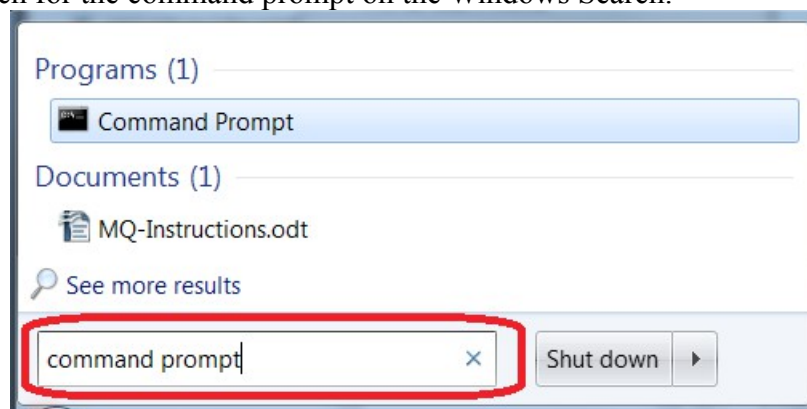 for the command prompt on the Windows Search.
Programs (1)
Command Prompt
Documents (1)
MQ-Instructions.odt
See more results
command prompt
Shut down